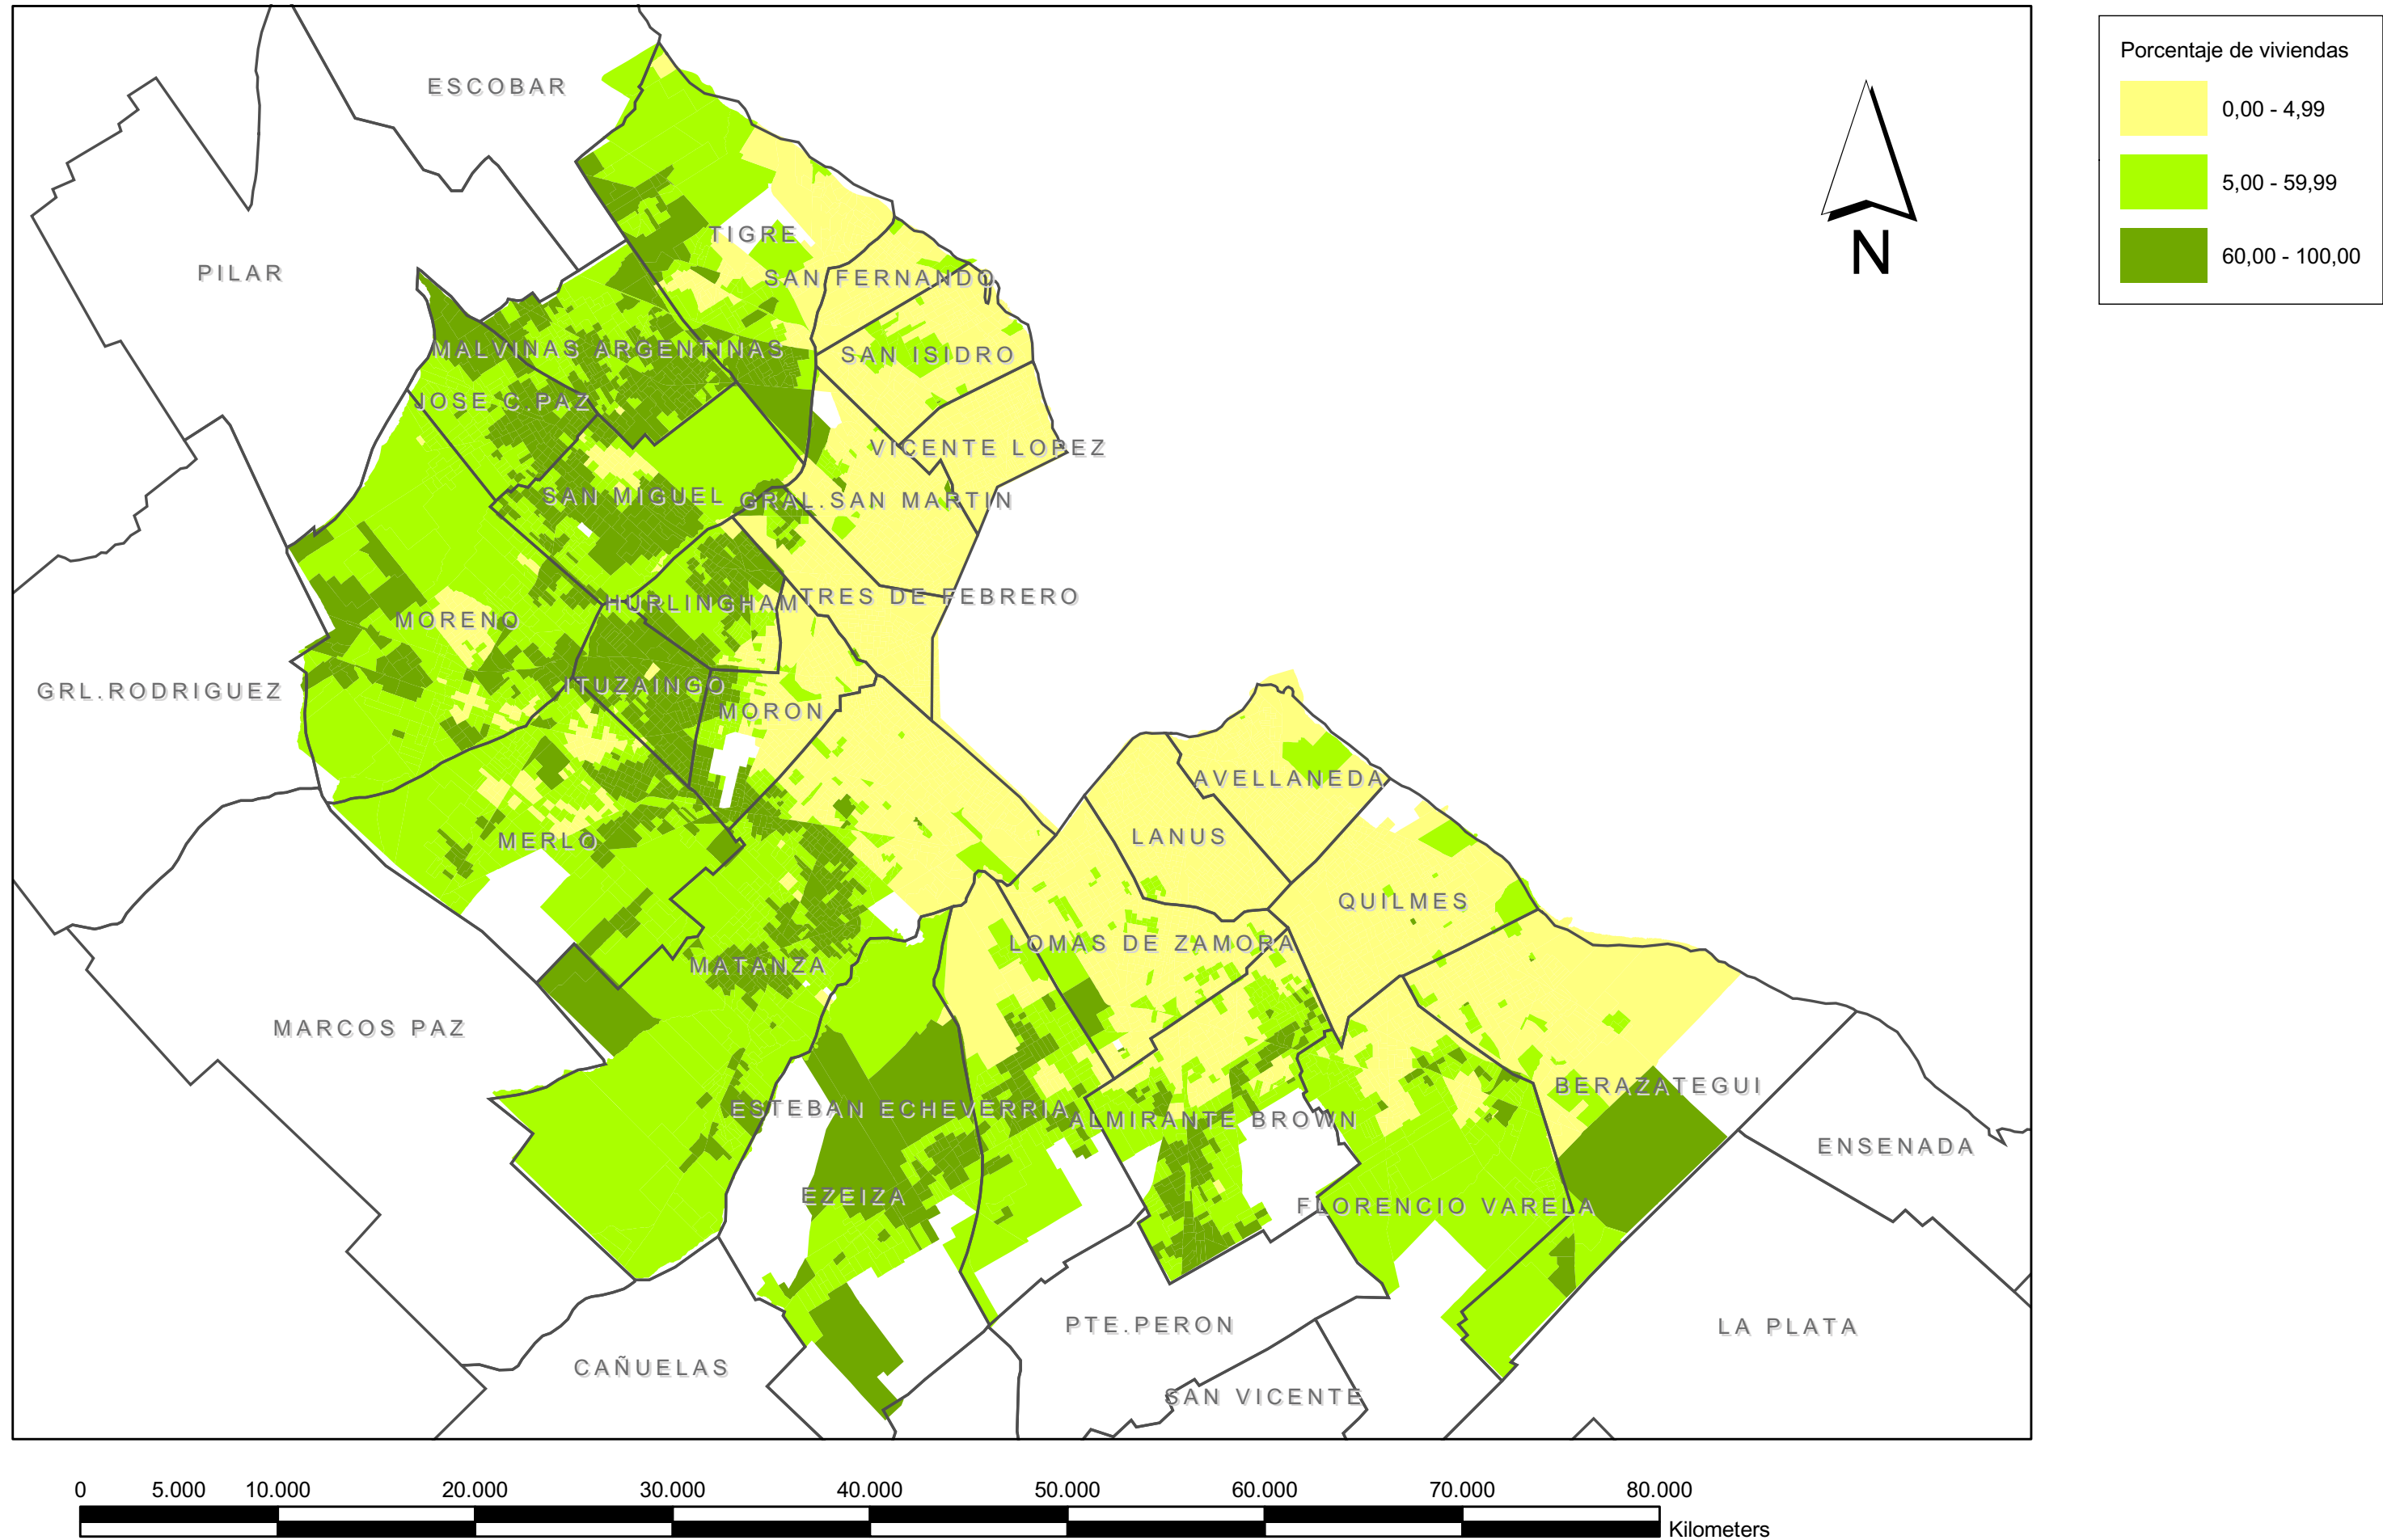 Porcentaje de viviendas
0,00 - 4,99
5,00 - 59,99
60,00 - 100,00
N
ESCOBAR
PILAR
TIGRE
SAN FERNANDO
MALVINAS ARGENTINAS
SAN ISIDRO
JOSE C.PAZ
VICENTE LOPEZ
SAN MIGUEL
GRAL.SAN MARTIN
HURLINGHAM
TRES DE FEBRERO
MORENO
GRL.RODRIGUEZ
ITUZAINGO
MORON
AVELLANEDA
LANUS
MERLO
QUILMES
LOMAS DE ZAMORA
MATANZA
MARCOS PAZ
BERAZATEGUI
ESTEBAN ECHEVERRIA
ALMIRANTE BROWN
ENSENADA
EZEIZA
FLORENCIO VARELA
PTE.PERON
LA PLATA
CAÑUELAS
SAN VICENTE
0 5.000 10.000 20.000 30.000 40.000 50.000 60.000 70.000 80.000
Kilometers